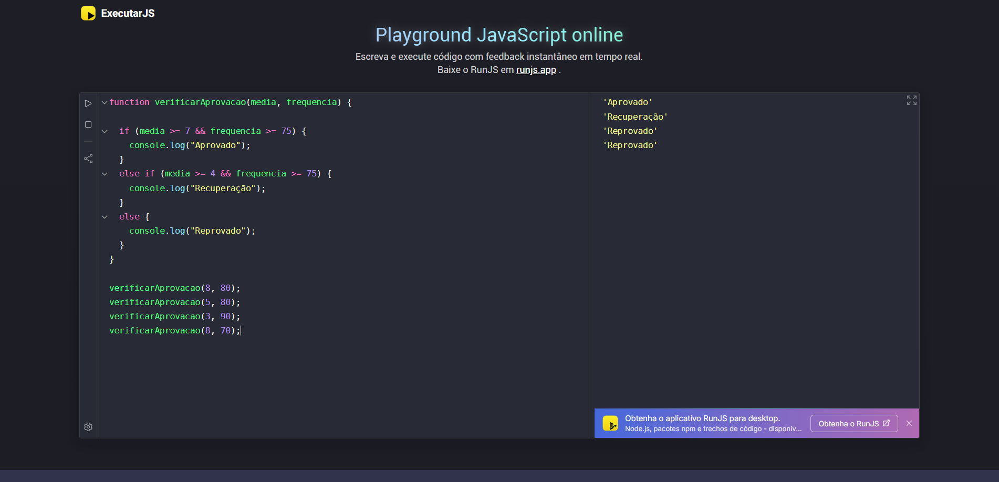 ExecutarJS
Playground JavaScript online
Escreva e execute código com feedback instantâneo em tempo real.
Baixe o RunJS em runjs.app .
function verificarAprovacao(media, frequencia) {
if (media >= 7 && frequencia >= 75) {
console.log("Aprovado");
}
else if (media >= 4 && frequencia >= 75) {
console.log("Recuperação");
}
else {
console.log("Reprovado");
}
}
verificarAprovacao(8, 80);
verificarAprovacao(5, 80);
verificarAprovacao(3, 90);
verificarAprovacao(8, 70);
'Aprovado'
'Recuperação'
'Reprovado'
'Reprovado'
JS
Obtenha o aplicativo RunJS para desktop.
Node.js, pacotes npm e trechos de código - disponív...
Obtenha o RunJS